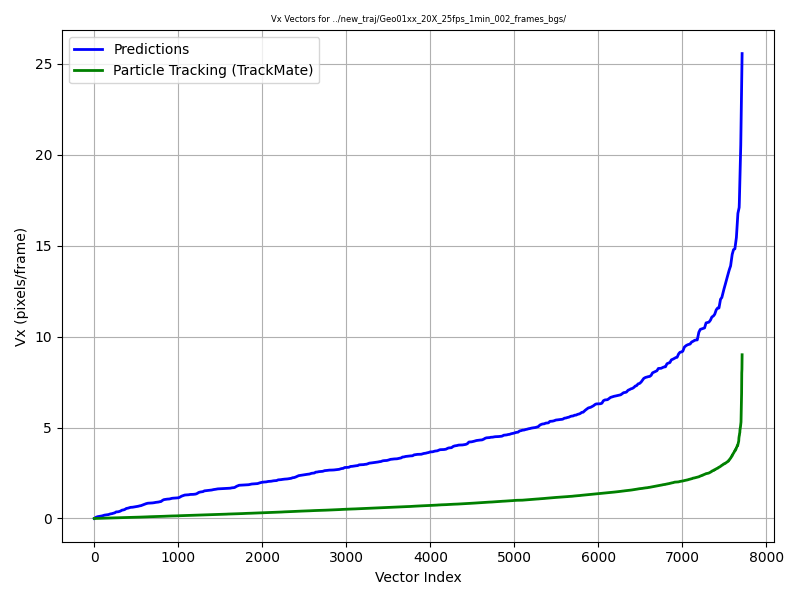 Vx Vectors for ../new_traj/Geo01xx_20X_25fps_1min_002_frames_bgs/
Predictions
Particle Tracking (TrackMate)
25
20
15
10
5
0
Vx (pixels/frame)
0 1000 2000 3000 4000 5000 6000 7000 8000
Vector Index